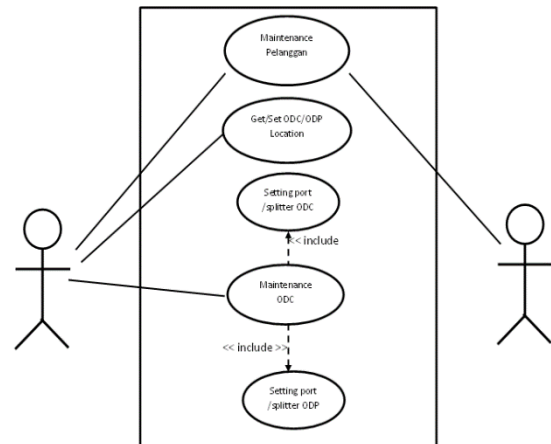 Maintenance
Pelanggan
Get/Set ODC/ODP
Location
Setting port
/splitter ODC
<< include
Maintenance
ODC
<< include >>
Setting port
/splitter ODP